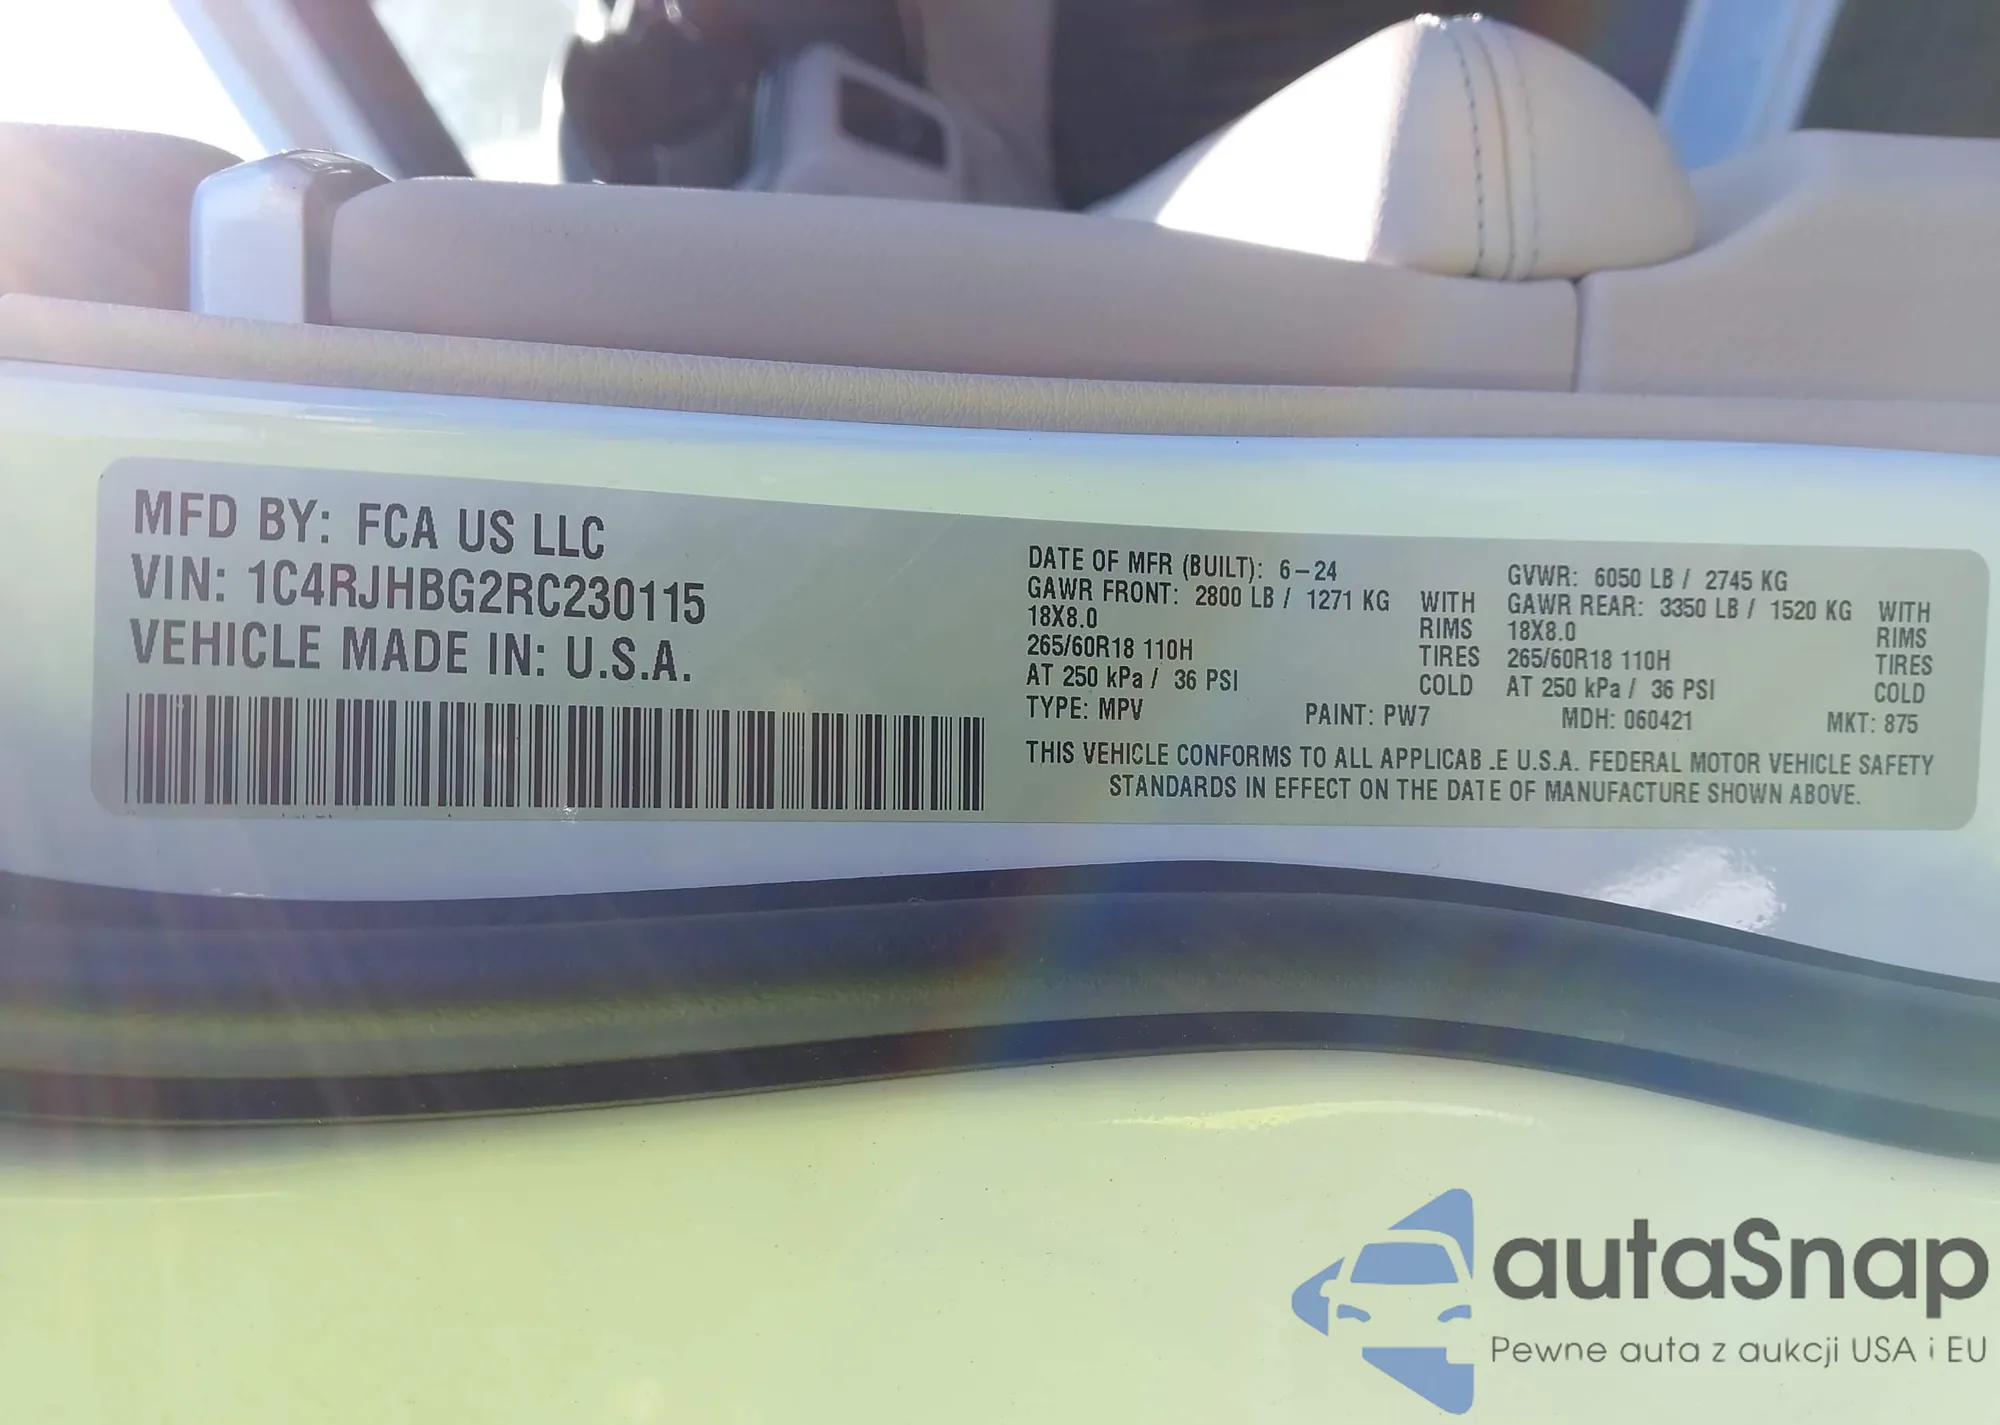 MFD BY: FCA US LLC
VIN: 1C4RJHBG2RC230115
VEHICLE MADE IN: U.S.A.
DATE OF MFR (BUILT): 6-24
GAWR FRONT: 2800 LB / 1271 KG WITH
18X8.0 RIMS
265/60R18 110H TIRES
AT 250 kPa / 36 PSI COLD
GVWR: 6050 LB / 2745 KG
GAWR REAR: 3350 LB / 1520 KG WITH
18X8.0 RIMS
265/60R18 110H TIRES
AT 250 kPa / 36 PSI COLD
TYPE: MPV PAINT: PW7 MDH: 060421 MKT: 875
THIS VEHICLE CONFORMS TO ALL APPLICAB.E U.S.A. FEDERAL MOTOR VEHICLE SAFETY
STANDARDS IN EFFECT ON THE DATE OF MANUFACTURE SHOWN ABOVE.
autaSnap
Pewne auta z aukcji USA i EU